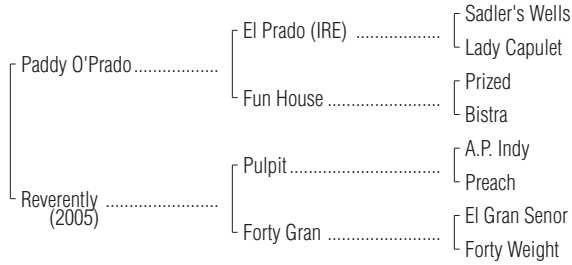 Sadler's Wells
El Prado (IRE) ....................
Lady Capulet
Paddy O'Prado ....................
Prized
Fun House ...........................
Bistra
A.P. Indy
Pulpit ....................................
Preach
Reverently ...........................
(2005)
El Gran Senor
Forty Gran ...........................
Forty Weight